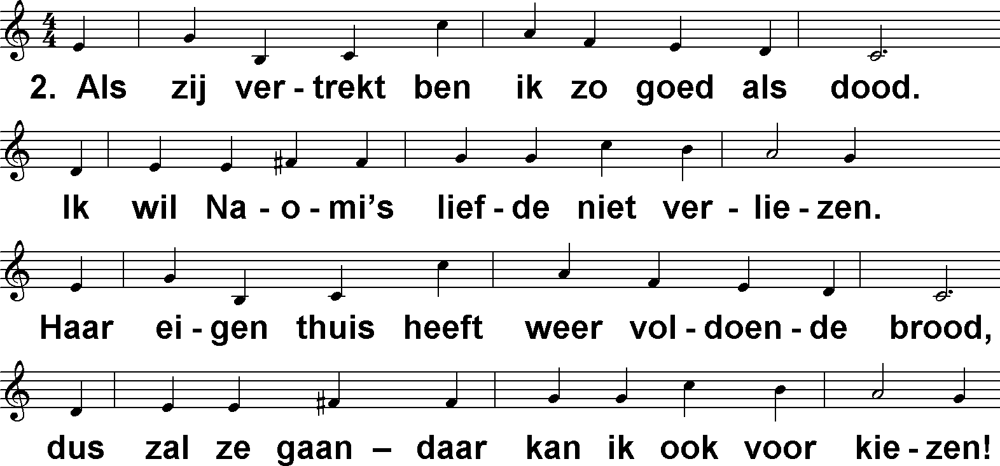 2. Als zij ver - trekt ben ik zo goed als dood.
Ik wil Na - o - mi’s lief - de niet ver - lie - zen.
Haar ei - gen thuis heeft weer vol - doen - de brood,
dus zal ze gaan – daar kan ik ook voor kie - zen!